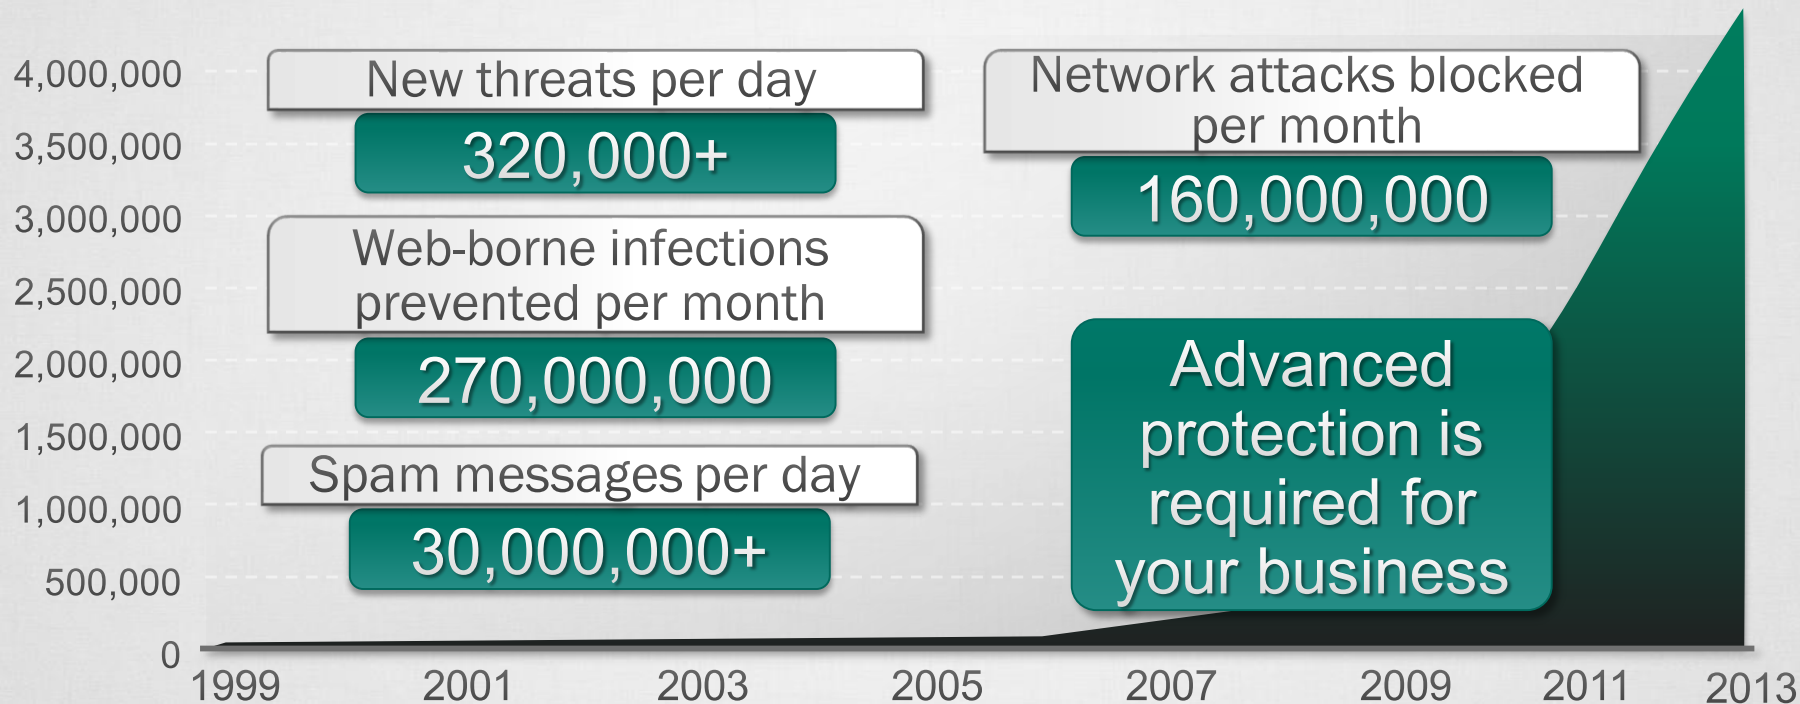 4,000,000
3,500,000
3,000,000
2,500,000
2,000,000
1,500,000
1,000,000
500,000
0
New threats per day
320,000+
Web-borne infections
prevented per month
270,000,000
Spam messages per day
30,000,000+
Network attacks blocked
per month
160,000,000
Advanced
protection is
required for
your business
1999
2001
2003
2005
2007
2009
2011
2013